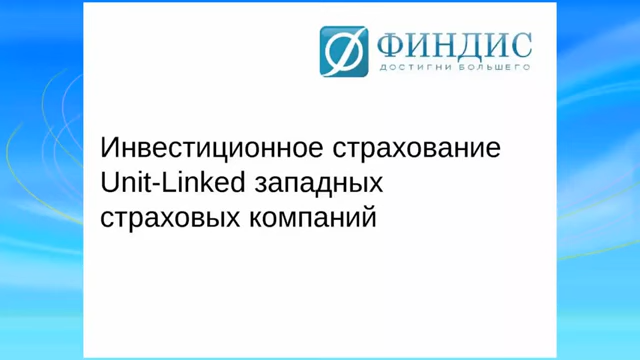 ФИНДИС
ДОСТИГНИ БОЛЬШЕГО
Инвестиционное страхование
Unit-Linked западных
страховых компаний